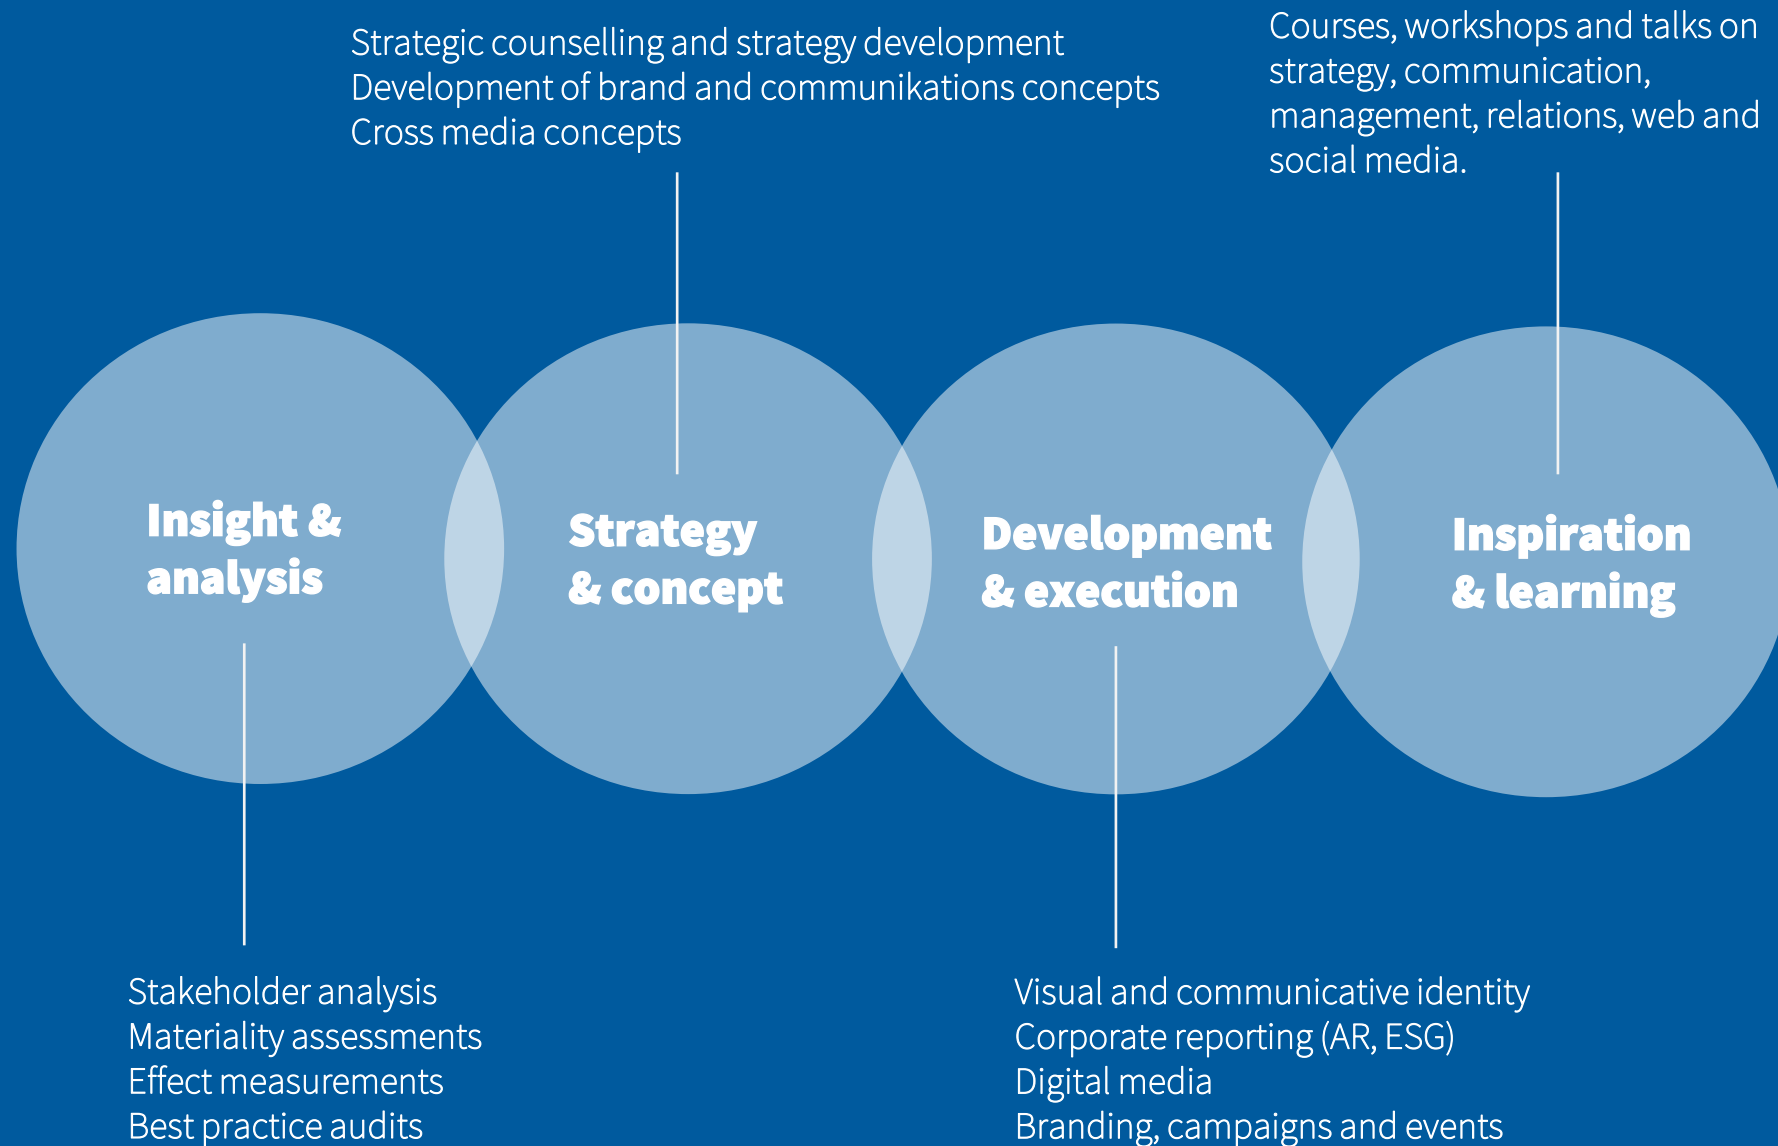 Strategic counselling and strategy development
Development of brand and communikations concepts
Cross media concepts
Courses, workshops and talks on
strategy, communication,
management, relations, web and
social media.
Insight &
analysis
Strategy
& concept
Development
& execution
Inspiration
& learning
Stakeholder analysis
Materiality assessments
Effect measurements
Best practice audits
Visual and communicative identity
Corporate reporting (AR, ESG)
Digital media
Branding, campaigns and events